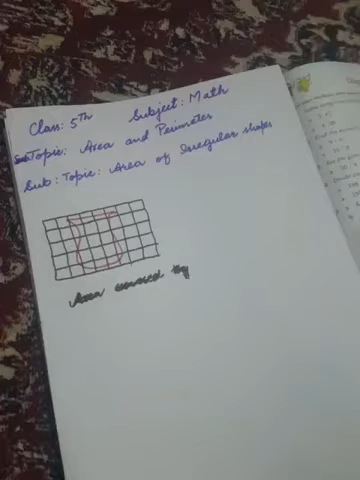 Class: 5th Subject: Math
Topic: Area and Perimeter
Sub: Topic: Area of Irregular shapes
Area covered by